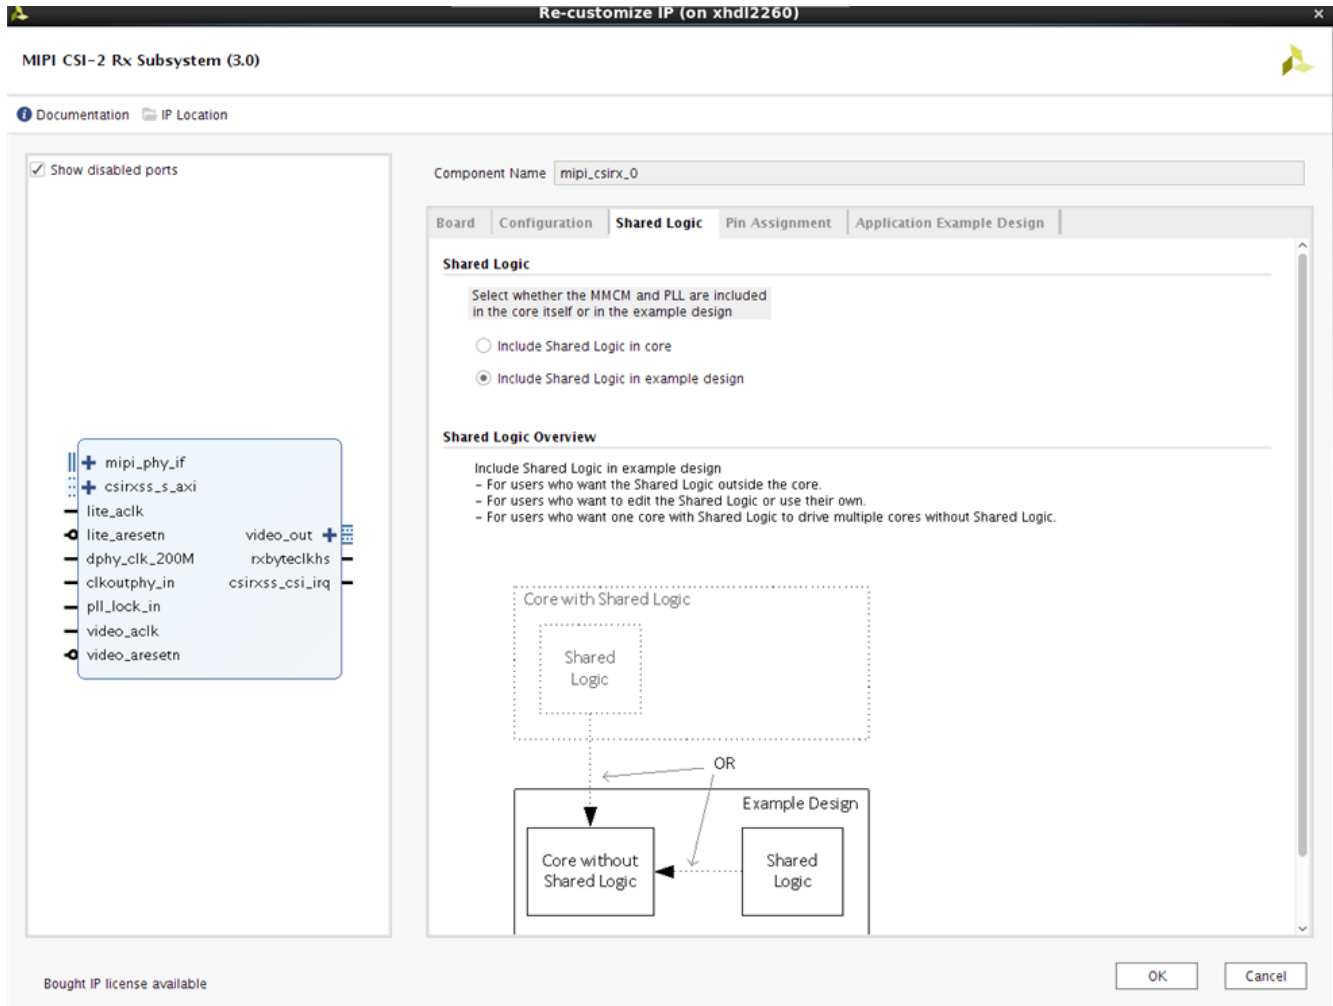 Re-customize IP (on xhdl2260)
MIPI CSI-2 Rx Subsystem (3.0)
Documentation IP Location
Show disabled ports
mipi_phy_if
csirxss_s_axi
lite_aclk
lite_aresetn
dphy_clk_200M
clkoutphy_in
pll_lock_in
video_aclk
video_aresetn
video_out
rxbyteclkhs
csirxss_csi_irq
Component Name mipi_csirx_0
Board Configuration Shared Logic Pin Assignment Application Example Design
Shared Logic
Select whether the MMCM and PLL are included
in the core itself or in the example design
Include Shared Logic in core
Include Shared Logic in example design
Shared Logic Overview
Include Shared Logic in example design
- For users who want the Shared Logic outside the core.
- For users who want to edit the Shared Logic or use their own.
- For users who want one core with Shared Logic to drive multiple cores without Shared Logic.
Core with Shared Logic
Shared
Logic
OR
Example Design
Core without
Shared Logic
Shared
Logic
Bought IP license available
OK
Cancel